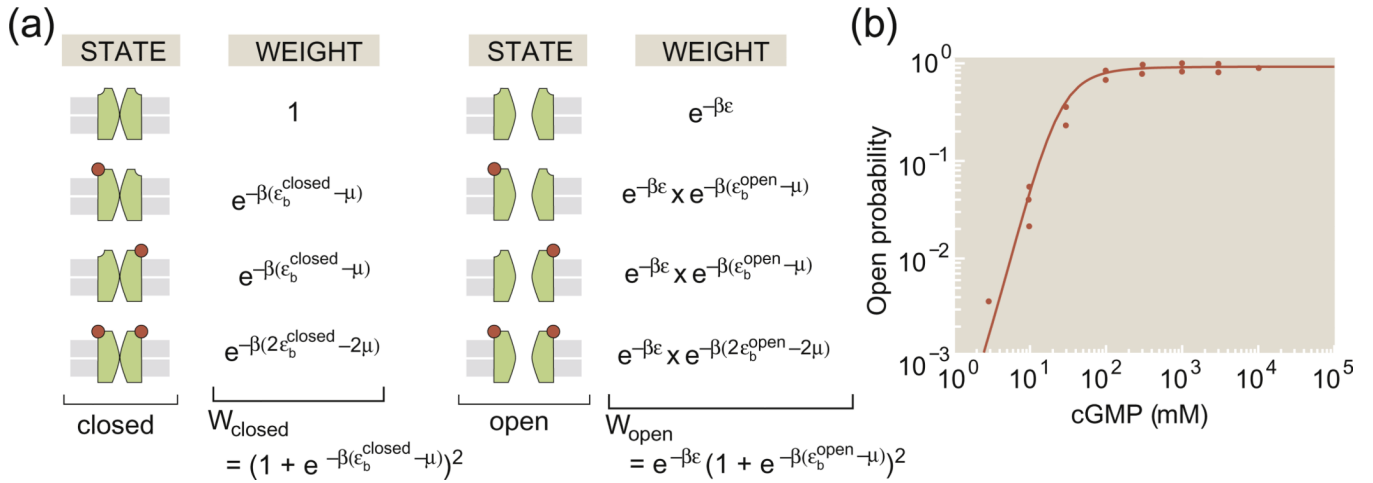 (a)
STATE WEIGHT STATE WEIGHT
1 e^{–βε}
e^{–β(ε_b^{closed}–μ)} e^{–βε} x e^{–β(ε_b^{open}–μ)}
e^{–β(ε_b^{closed}–μ)} e^{–βε} x e^{–β(ε_b^{open}–μ)}
e^{–β(2ε_b^{closed}–2μ)} e^{–βε} x e^{–β(2ε_b^{open}–2μ)}
closed W_{closed} open W_{open}
= (1 + e^{–β(ε_b^{closed}–μ)})^2 = e^{–βε} (1 + e^{–β(ε_b^{open}–μ)})^2
(b)
Open probability
10^0
10^{–1}
10^{–2}
10^{–3}
10^0 10^1 10^2 10^3 10^4 10^5
cGMP (mM)